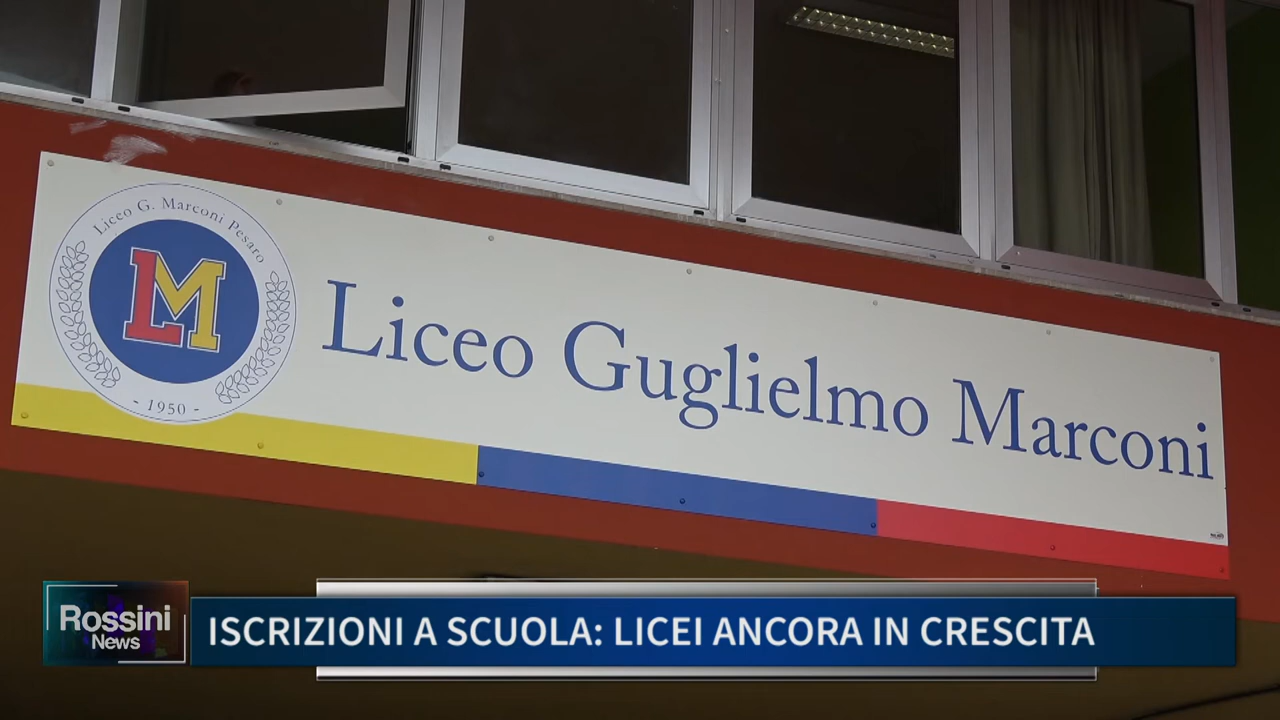 Liceo G. Marconi Pesaro
LM
- 1950 -
Liceo Guglielmo Marconi
Rossini
News
ISCRIZIONI A SCUOLA: LICEI ANCORA IN CRESCITA